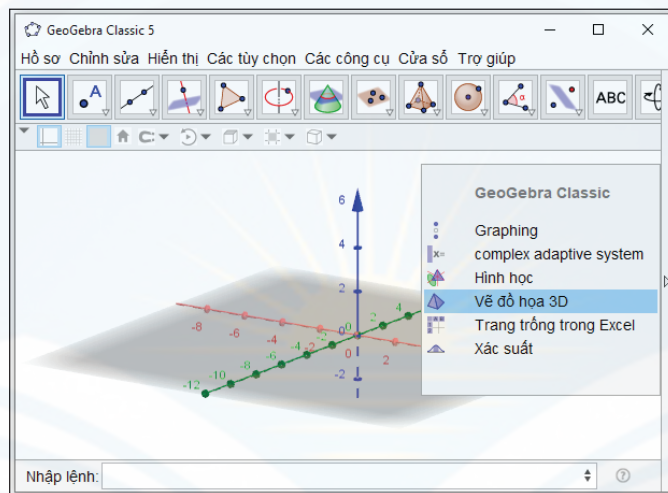 GeoGebra Classic 5
Hồ sơ Chỉnh sửa Hiển thị Các tùy chọn Các công cụ Cửa sổ Trợ giúp
A
α
ABC
GeoGebra Classic
Graphing
x=
complex adaptive system
Hình học
Vẽ đồ họa 3D
Trang trống trong Excel
Xác suất
6
4
2
0
-2
-8
-6
-4
-2
0
2
-12
-10
-8
-6
-4
-2
0
2
4
Nhập lệnh: